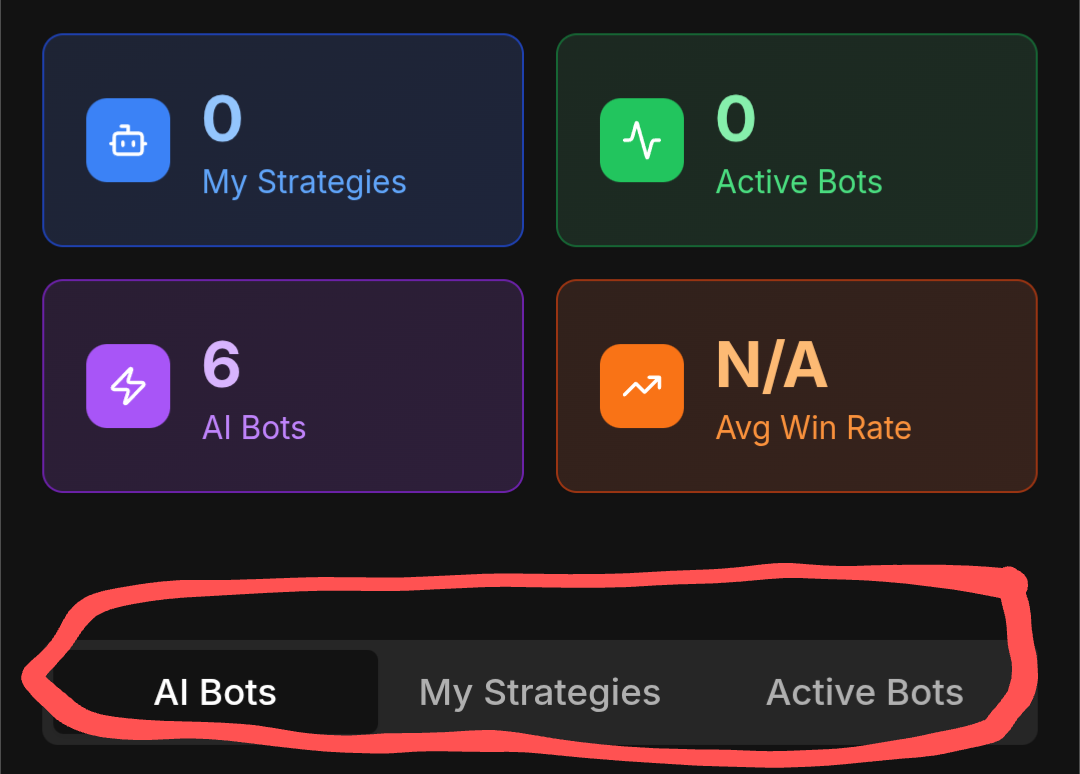 0
My Strategies
0
Active Bots
6
AI Bots
N/A
Avg Win Rate
AI Bots My Strategies Active Bots